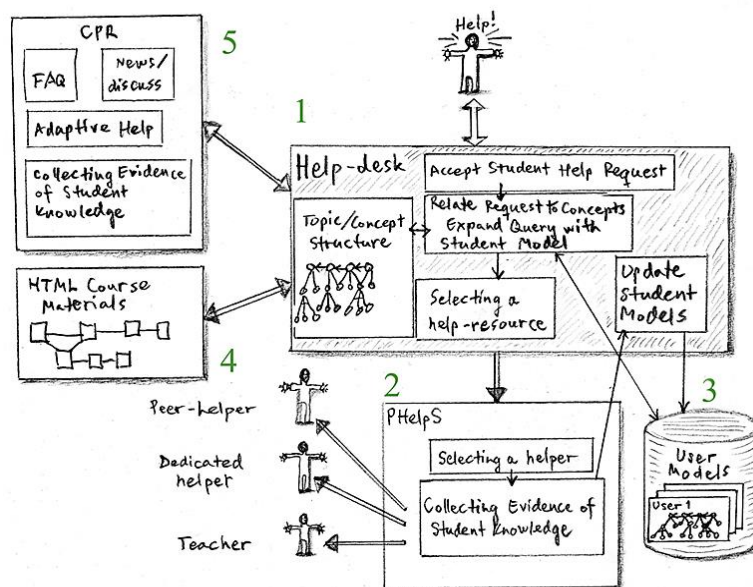 Help!
CPR
5
FAQ
News/
discuss
Adaptive Help
Collecting Evidence
of Student
Knowledge
1
Help-desk
Accept Student Help Request
Relate Request to Concepts
Expand Query with
Student Model
Topic/Concept
Structure
Selecting a
help-resource
Update
Student
Models
HTML Course
Materials
4
2
PHelpS
Selecting a helper
Collecting Evidence of
Student Knowledge
Peer-helper
Dedicated
helper
Teacher
3
User
Models
User 1